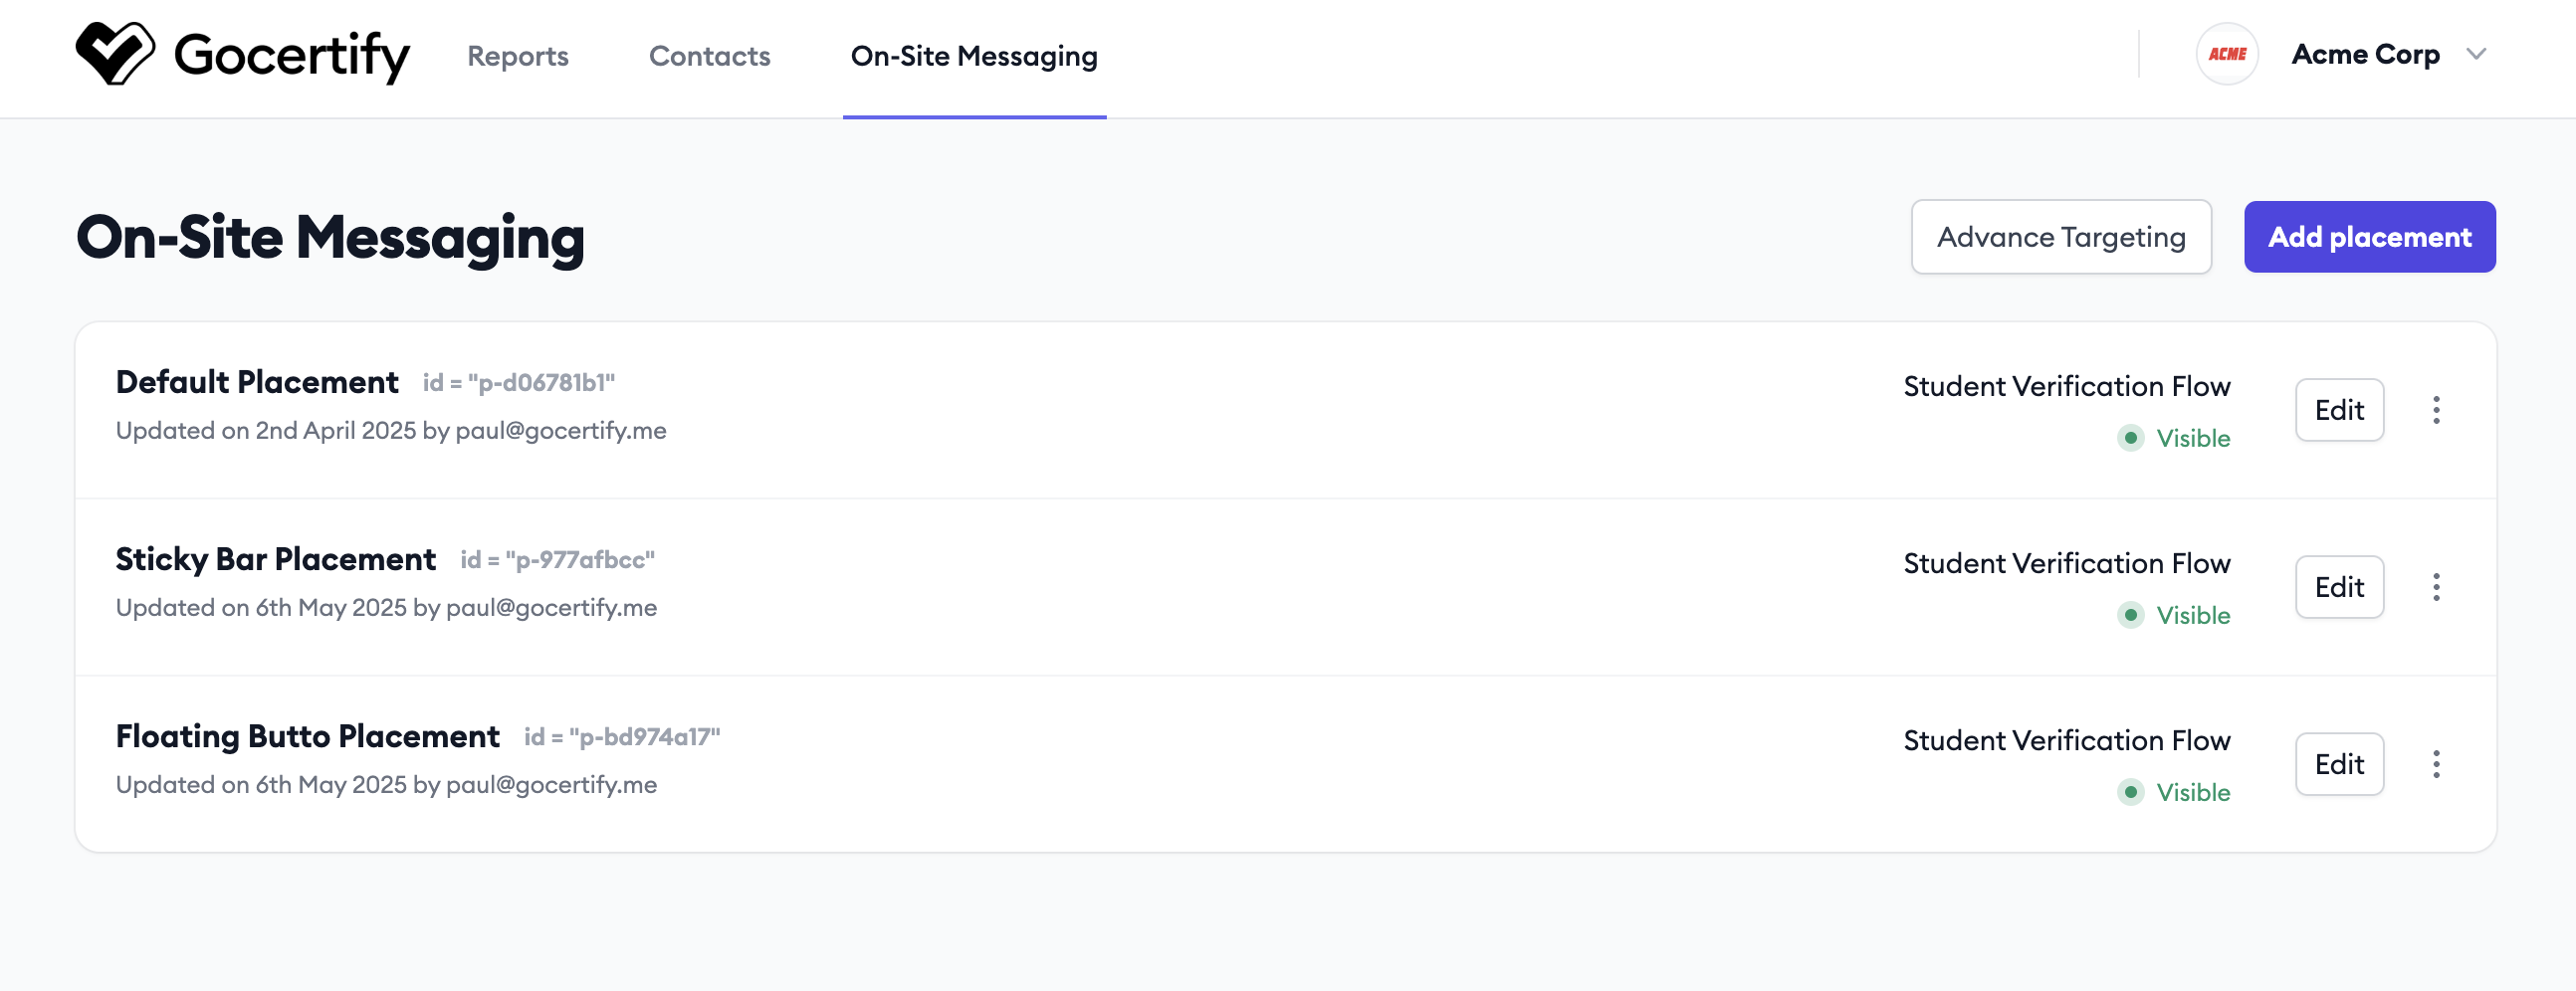 Gocertify
Reports
Contacts
On-Site Messaging
ACME
Acme Corp
On-Site Messaging
Advance Targeting
Add placement
Default Placement id = "p-d06781b1"
Updated on 2nd April 2025 by paul@gocertify.me
Student Verification Flow
Visible
Edit
Sticky Bar Placement id = "p-977afbcc"
Updated on 6th May 2025 by paul@gocertify.me
Student Verification Flow
Visible
Edit
Floating Butto Placement id = "p-bd974a17"
Updated on 6th May 2025 by paul@gocertify.me
Student Verification Flow
Visible
Edit